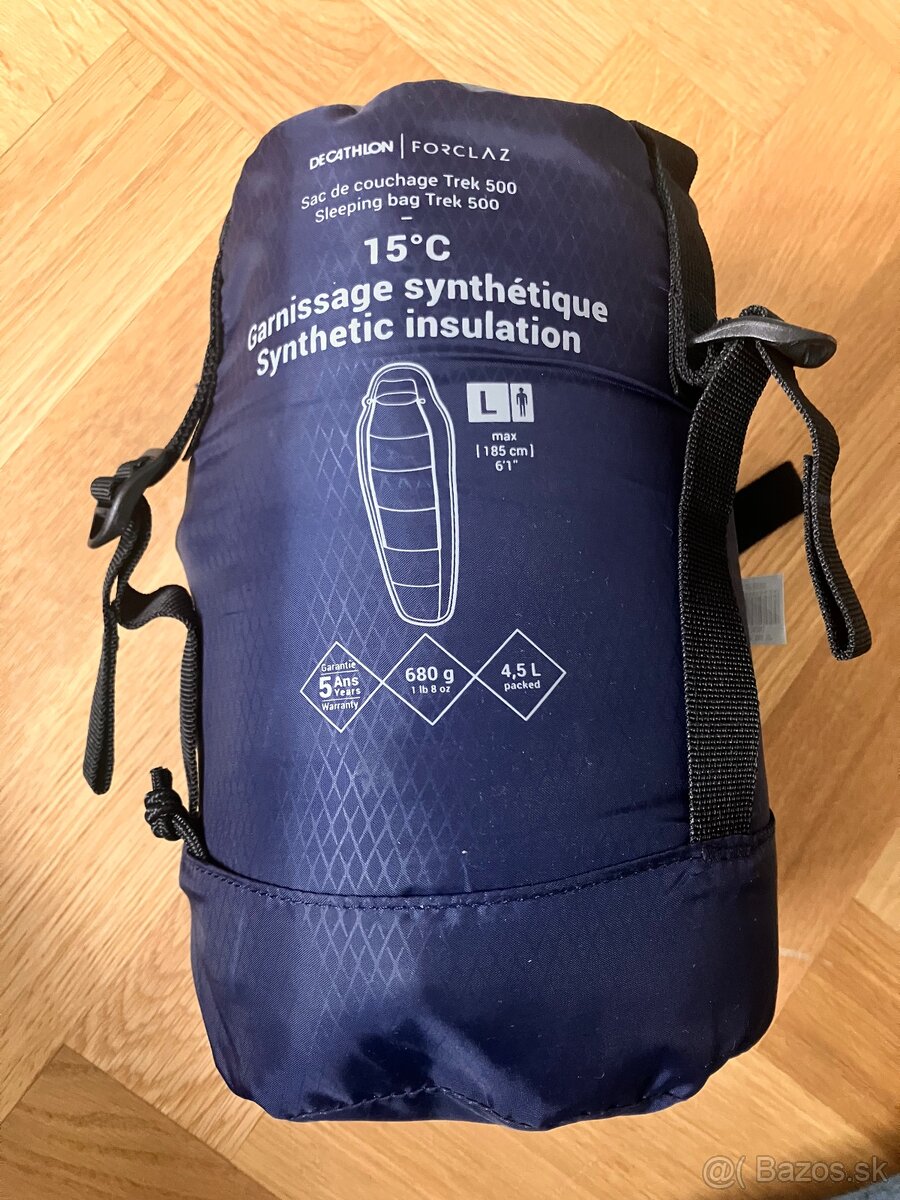 DECATHLON | FORCLAZ
Sac de couchage Trek 500
Sleeping bag Trek 500
–
15°C
Garnissage synthétique
Synthetic insulation
L
max
[185 cm]
6'1"
Garantie
5 Ans
Years
Warranty
680 g
1 lb 8 oz
4,5 L
packed
@( Bazos.sk